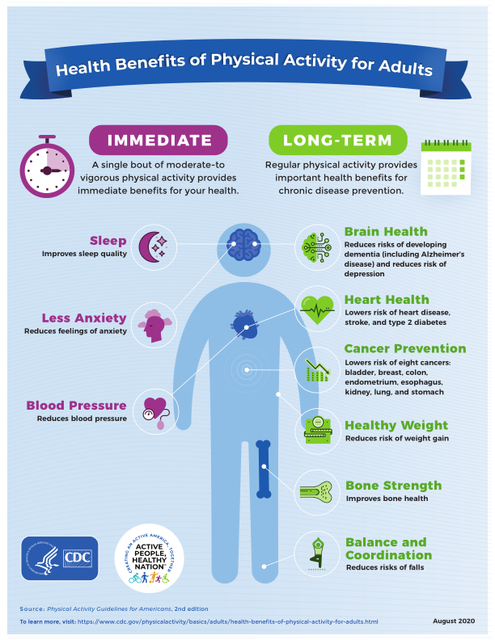 Health Benefits of Physical Activity for Adults
IMMEDIATE
A single bout of moderate-to
vigorous physical activity provides
immediate benefits for your health.
LONG-TERM
Regular physical activity provides
important health benefits for
chronic disease prevention.
Sleep
Improves sleep quality
Less Anxiety
Reduces feelings of anxiety
Blood Pressure
Reduces blood pressure
Brain Health
Reduces risks of developing
dementia (including Alzheimer's
disease) and reduces risk of
depression
Heart Health
Lowers risk of heart disease,
stroke, and type 2 diabetes
Cancer Prevention
Lowers risk of eight cancers:
bladder, breast, colon,
endometrium, esophagus,
kidney, lung, and stomach
Healthy Weight
Reduces risk of weight gain
Bone Strength
Improves bone health
Balance and
Coordination
Reduces risks of falls
CDC
CREATING AN ACTIVE AMERICA, TOGETHER
ACTIVE
PEOPLE,
HEALTHY
NATION
Source: Physical Activity Guidelines for Americans, 2nd edition
To learn more, visit: https://www.cdc.gov/physicalactivity/basics/adults/health-benefits-of-physical-activity-for-adults.html
August 2020